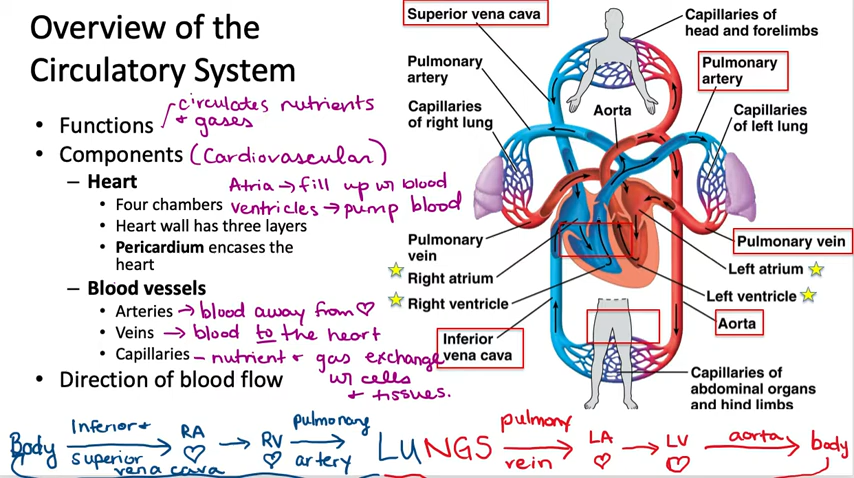 Overview of the
Circulatory System
• Functions
circulates nutrients
+ gases
• Components (Cardiovascular)
– Heart
Atria → fill up w/ blood
• Four chambers
ventricles → pump blood
• Heart wall has three layers
• Pericardium encases the
heart
– Blood vessels
• Arteries → blood away from ♡
• Veins → blood to the heart
• Capillaries – nutrient + gas exchange
w/ cells
+ tissues.
• Direction of blood flow
Superior vena cava
Capillaries of
head and forelimbs
Pulmonary
artery
Pulmonary
artery
Capillaries
of right lung
Aorta
Capillaries
of left lung
Pulmonary
vein
Pulmonary vein
Right atrium
Left atrium
Right ventricle
Left ventricle
Aorta
Inferior
vena cava
Capillaries of
abdominal organs
and hind limbs
Body
Inferior +
superior
vena cava
RA
♡
RV
♡
pulmonary
artery
LUNGS
pulmonary
vein
LA
♡
LV
♡
aorta
body